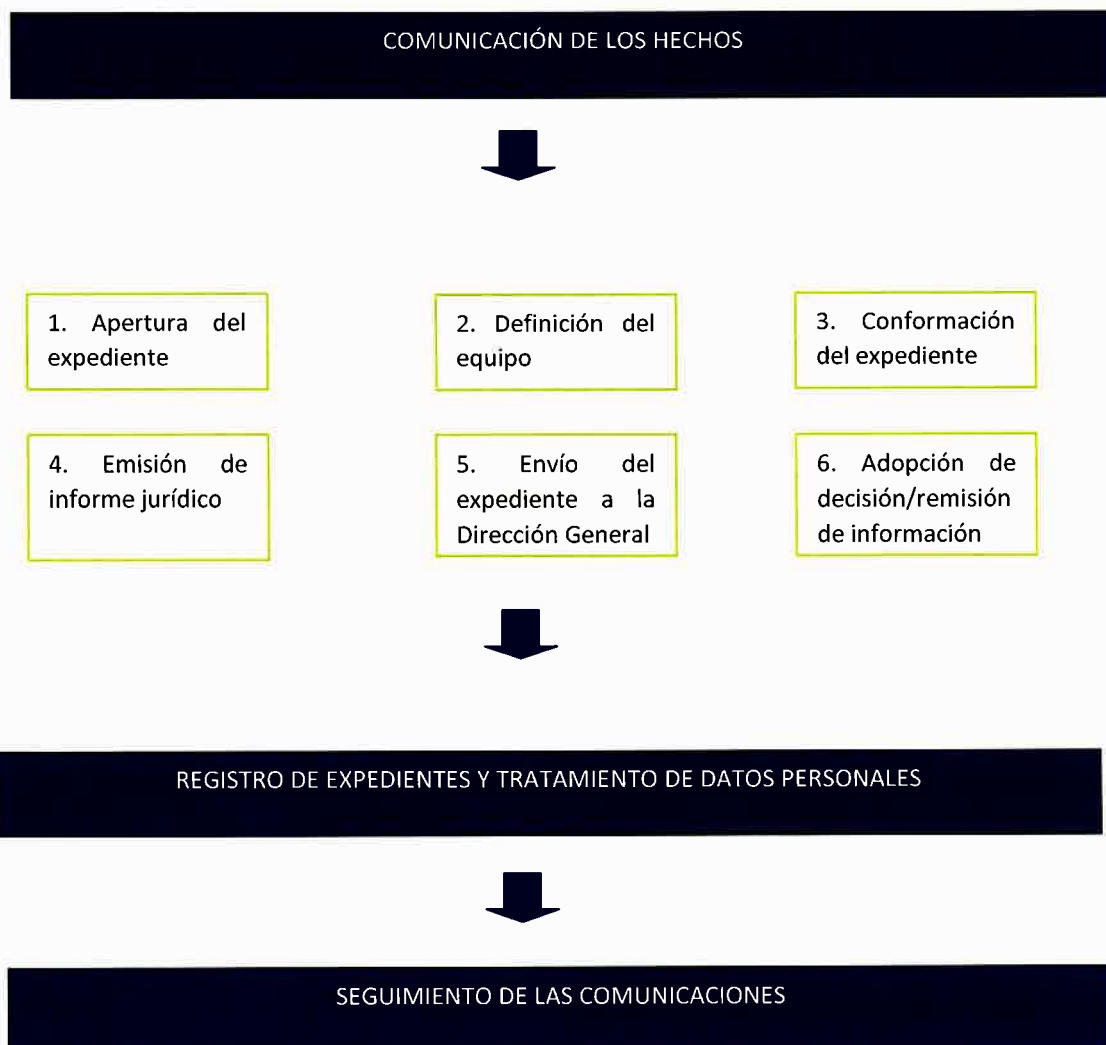 COMUNICACIÓN DE LOS HECHOS
1. Apertura del
expediente
2. Definición del
equipo
3. Conformación
del expediente
4. Emisión de
informe jurídico
5. Envío del
expediente a la
Dirección General
6. Adopción de
decisión/remisión
de información
REGISTRO DE EXPEDIENTES Y TRATAMIENTO DE DATOS PERSONALES
SEGUIMIENTO DE LAS COMUNICACIONES